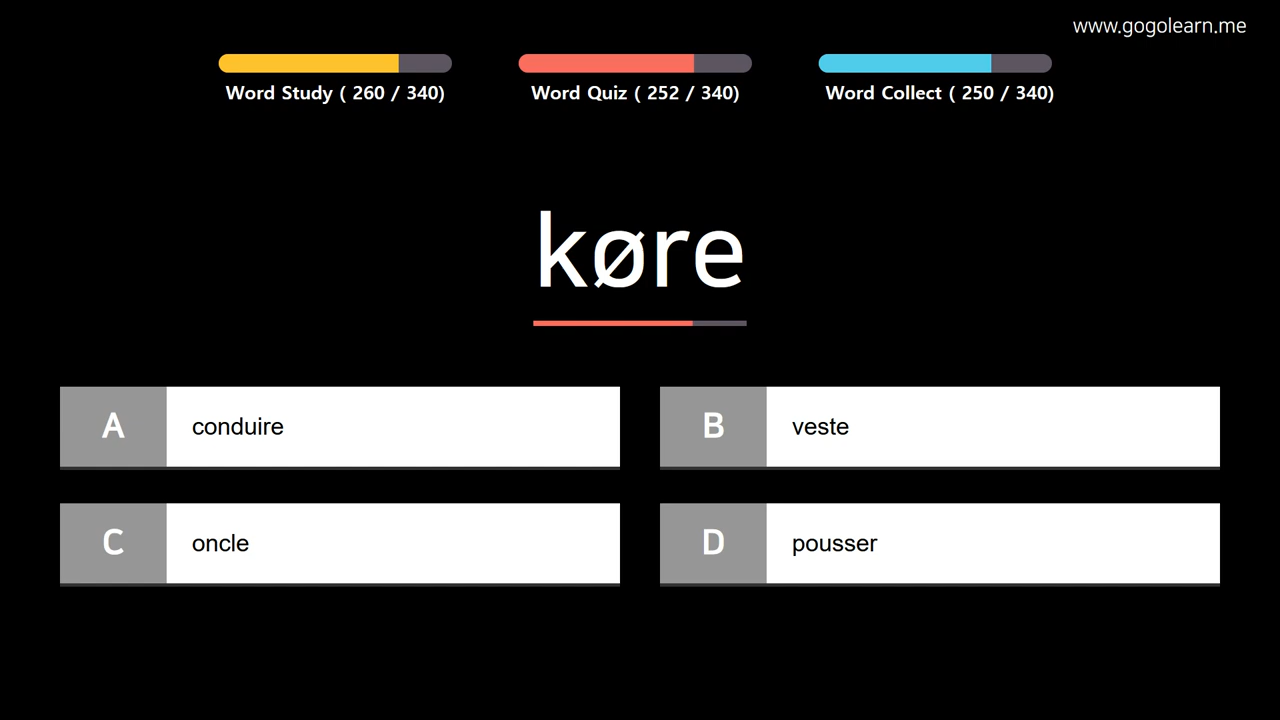 www.gogolearn.me
Word Study ( 260 / 340)
Word Quiz ( 252 / 340)
Word Collect ( 250 / 340)
køre
A conduire
B veste
C oncle
D pousser